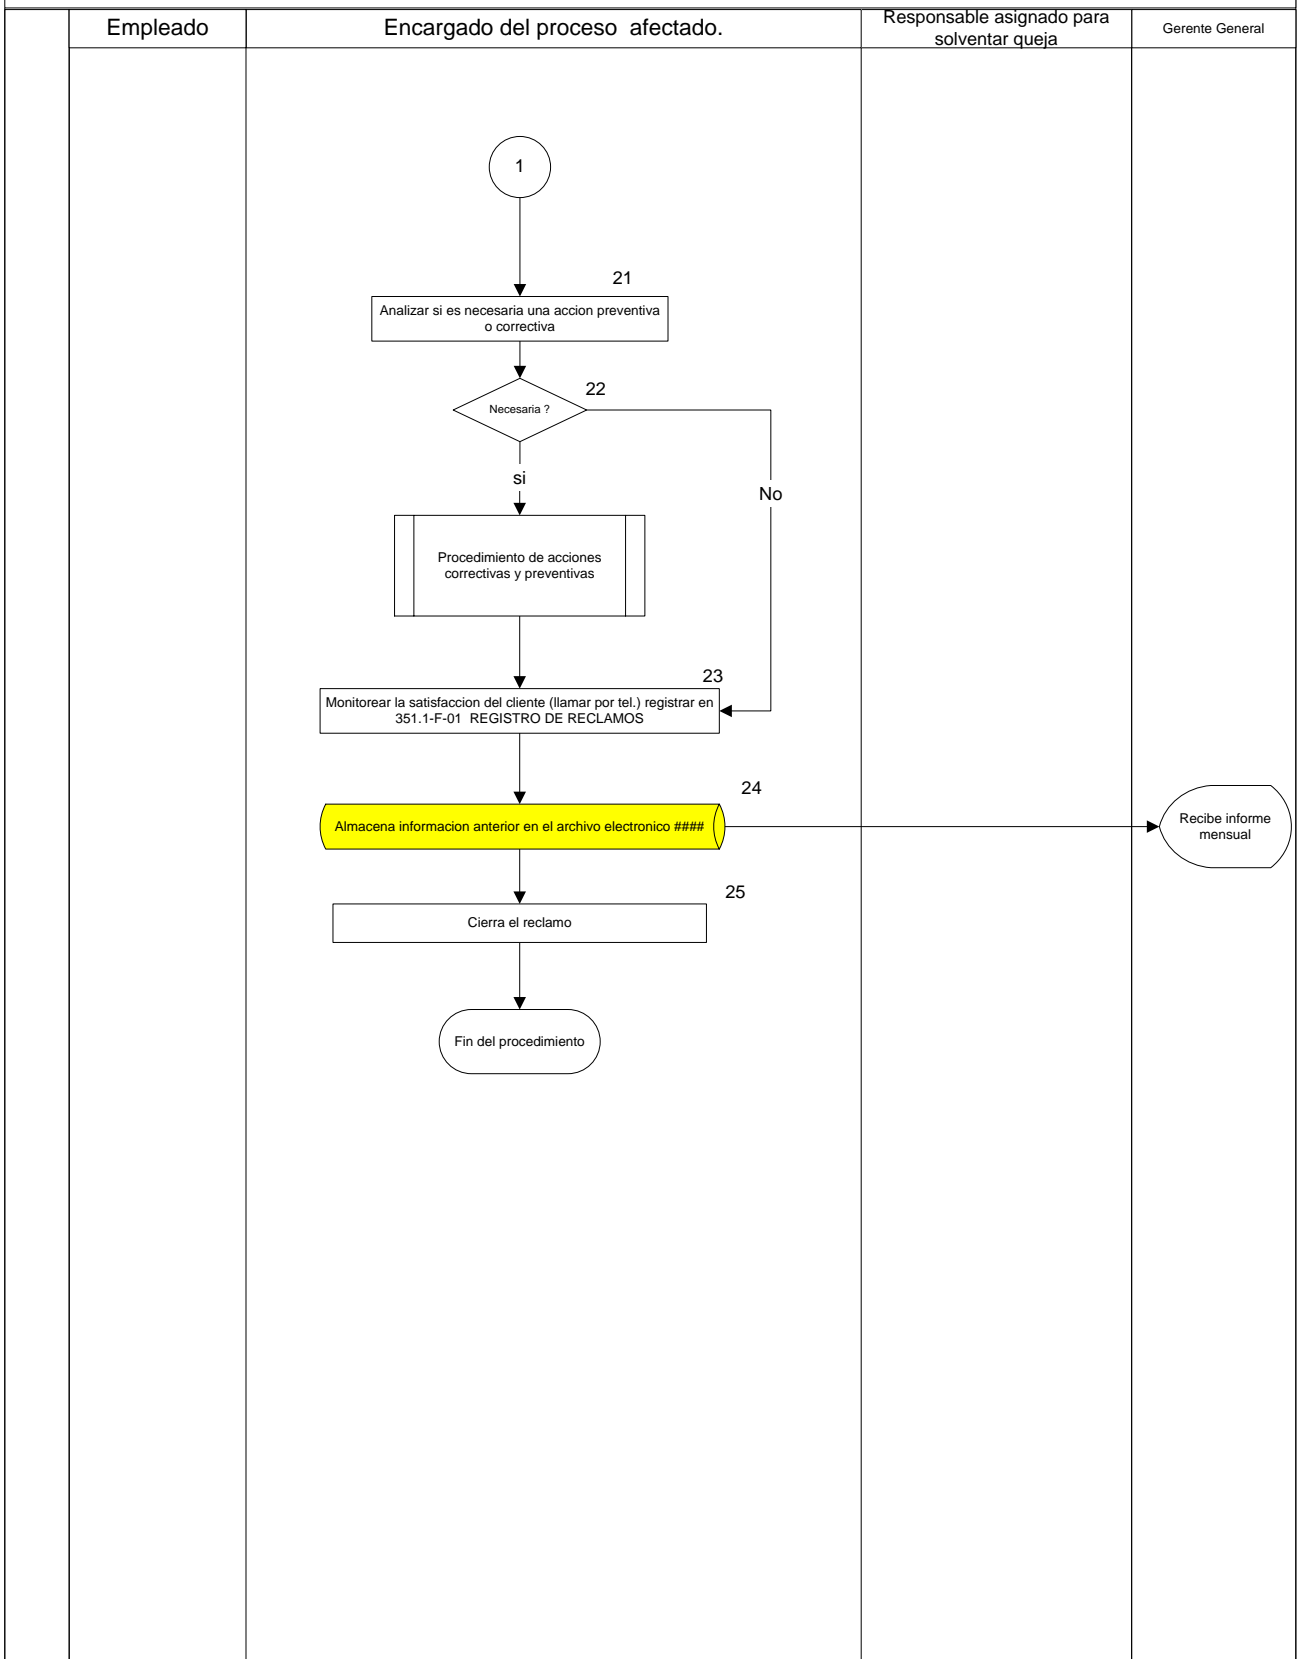 Empleado
Encargado del proceso  afectado.
Responsable asignado para
solventar queja
Gerente General
1
21
Analizar si es necesaria una accion preventiva
o correctiva
22
Necesaria ?
si
No
Procedimiento de acciones
correctivas y preventivas
23
Monitorear la satisfaccion del cliente (llamar por tel.) registrar en
351.1-F-01  REGISTRO DE RECLAMOS
24
Almacena informacion anterior en el archivo electronico ####
Recibe informe
mensual
25
Cierra el reclamo
Fin del procedimiento